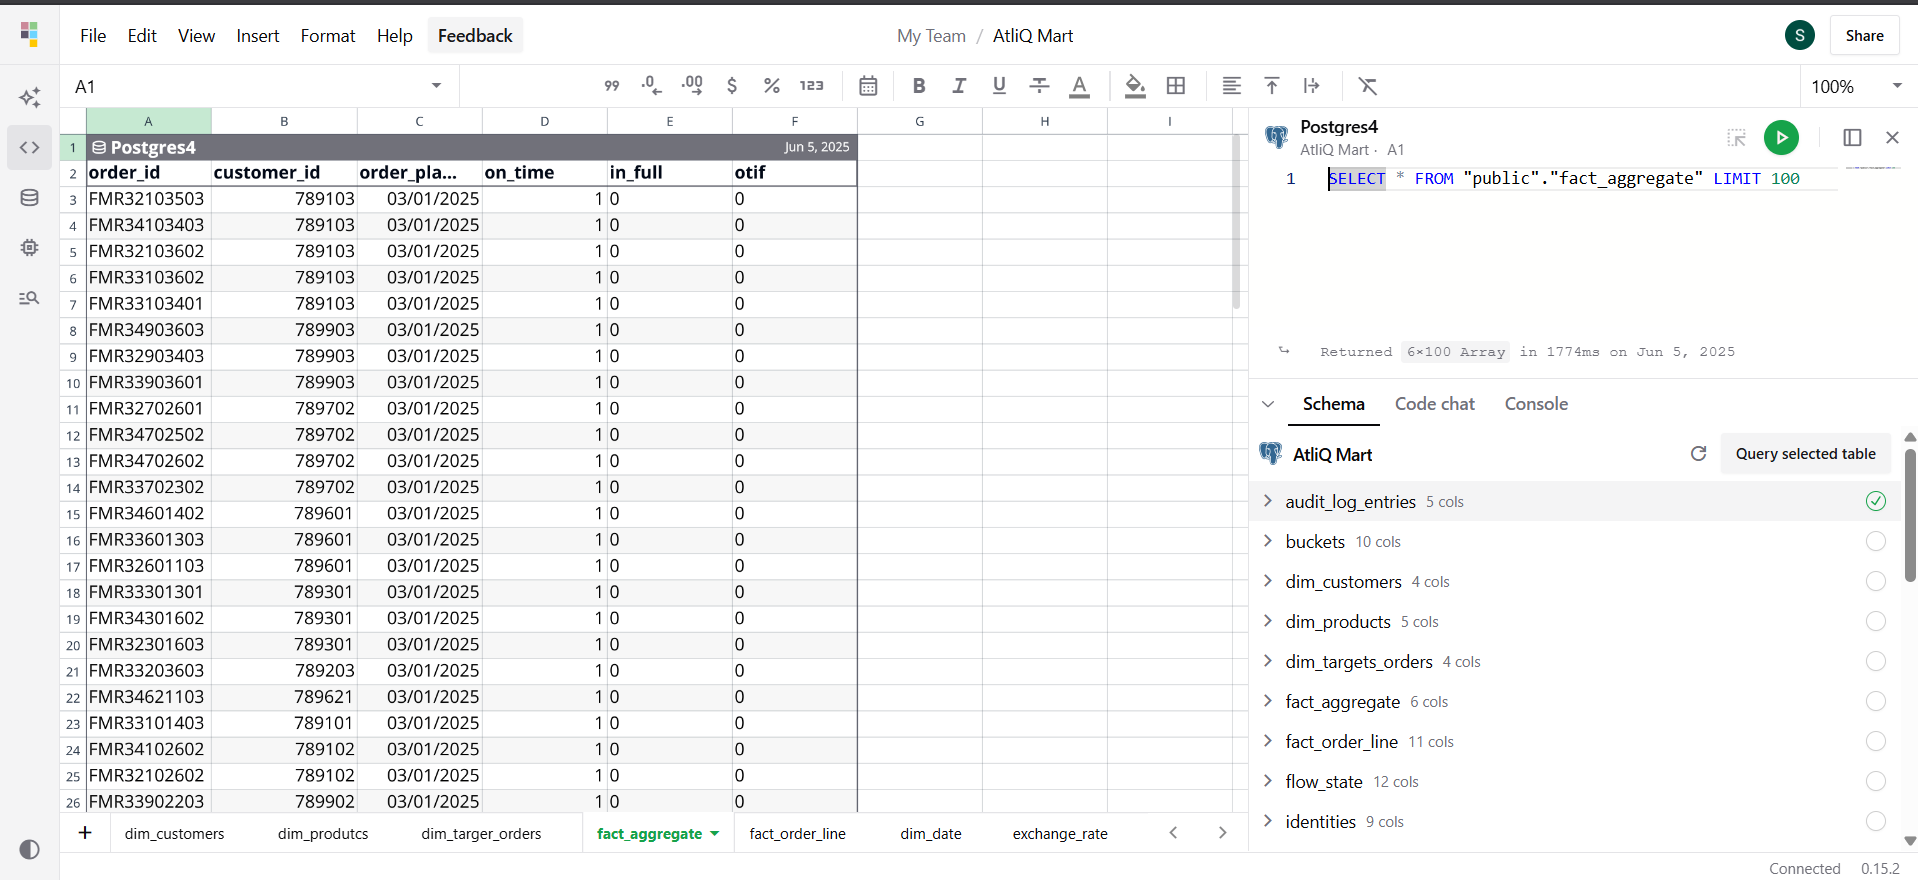 File Edit View Insert Format Help Feedback My Team / AtliQ Mart S Share
A1 99 .0 .00 $ % 123 B I U A 100%
A B C D E F G H I
1 Postgres4 Jun 5, 2025
2 order_id customer_id order_pla... on_time in_full otif
3 FMR32103503 789103 03/01/2025 1 0 0
4 FMR34103403 789103 03/01/2025 1 0 0
5 FMR32103602 789103 03/01/2025 1 0 0
6 FMR33103602 789103 03/01/2025 1 0 0
7 FMR33103401 789103 03/01/2025 1 0 0
8 FMR34903603 789903 03/01/2025 1 0 0
9 FMR32903403 789903 03/01/2025 1 0 0
10 FMR33903601 789903 03/01/2025 1 0 0
11 FMR32702601 789702 03/01/2025 1 0 0
12 FMR34702502 789702 03/01/2025 1 0 0
13 FMR34702602 789702 03/01/2025 1 0 0
14 FMR33702302 789702 03/01/2025 1 0 0
15 FMR34601402 789601 03/01/2025 1 0 0
16 FMR33601303 789601 03/01/2025 1 0 0
17 FMR32601103 789601 03/01/2025 1 0 0
18 FMR33301301 789301 03/01/2025 1 0 0
19 FMR34301602 789301 03/01/2025 1 0 0
20 FMR32301603 789301 03/01/2025 1 0 0
21 FMR33203603 789203 03/01/2025 1 0 0
22 FMR34621103 789621 03/01/2025 1 0 0
23 FMR33101403 789101 03/01/2025 1 0 0
24 FMR34102602 789102 03/01/2025 1 0 0
25 FMR32102602 789102 03/01/2025 1 0 0
26 FMR33902203 789902 03/01/2025 1 0 0
dim_customers dim_produtcs dim_targer_orders fact_aggregate fact_order_line dim_date exchange_rate
Postgres4
AtliQ Mart · A1
1 SELECT * FROM "public"."fact_aggregate" LIMIT 100
Returned 6×100 Array in 1774ms on Jun 5, 2025
Schema Code chat Console
AtliQ Mart Query selected table
audit_log_entries 5 cols
buckets 10 cols
dim_customers 4 cols
dim_products 5 cols
dim_targets_orders 4 cols
fact_aggregate 6 cols
fact_order_line 11 cols
flow_state 12 cols
identities 9 cols
Connected 0.15.2